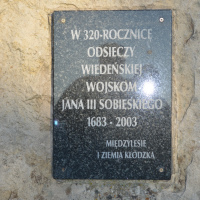 W 320-ROCZNICĘ
ODSIECZY
WIEDEŃSKIEJ
WOJSKOM
JANA III SOBIESKIEGO
1683 - 2003
MIĘDZYLESIE
I ZIEMIA KŁODZKA